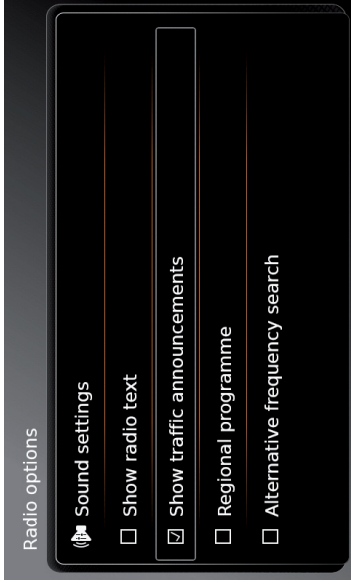 Radio options
Sound settings
Show radio text
Show traffic announcements
Regional programme
Alternative frequency search